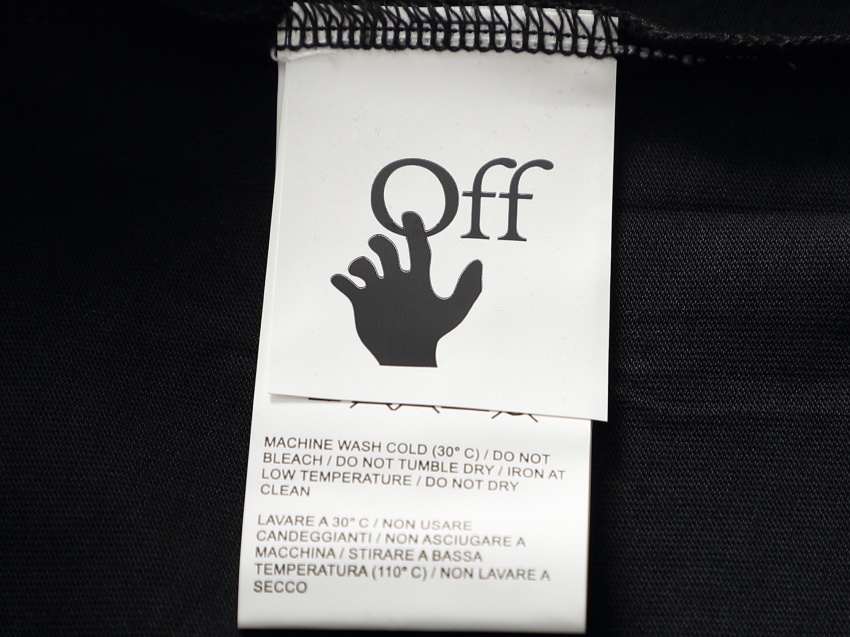 Off
MACHINE WASH COLD (30° C) / DO NOT
BLEACH / DO NOT TUMBLE DRY / IRON AT
LOW TEMPERATURE / DO NOT DRY
CLEAN
LAVARE A 30° C / NON USARE
CANDEGGIANTI / NON ASCIUGARE A
MACCHINA / STIRARE A BASSA
TEMPERATURA (110° C) / NON LAVARE A
SECCO